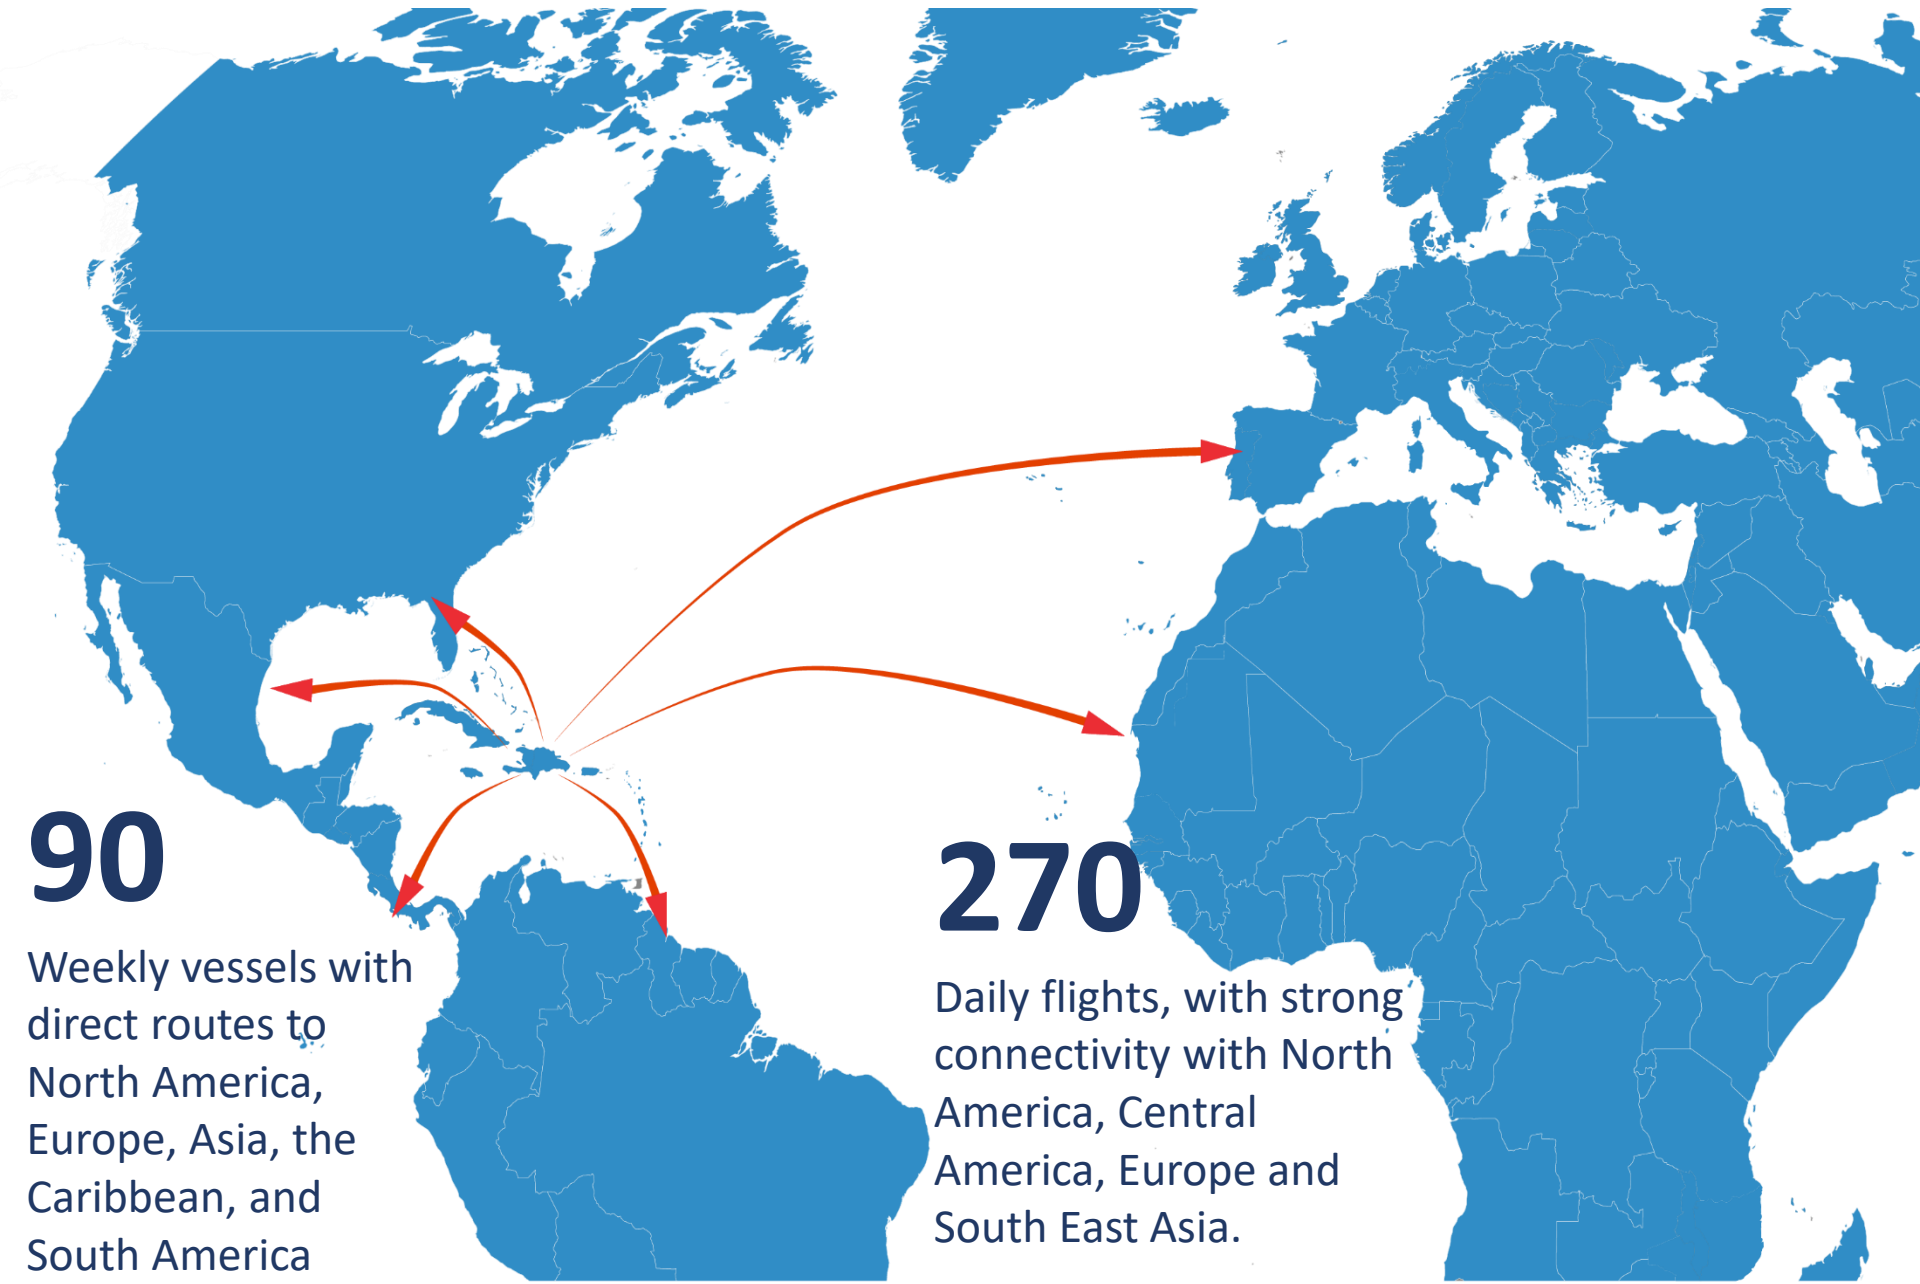 90
Weekly vessels with
direct routes to
North America,
Europe, Asia, the
Caribbean, and
South America
270
Daily flights, with strong
connectivity with North
America, Central
America, Europe and
South East Asia.